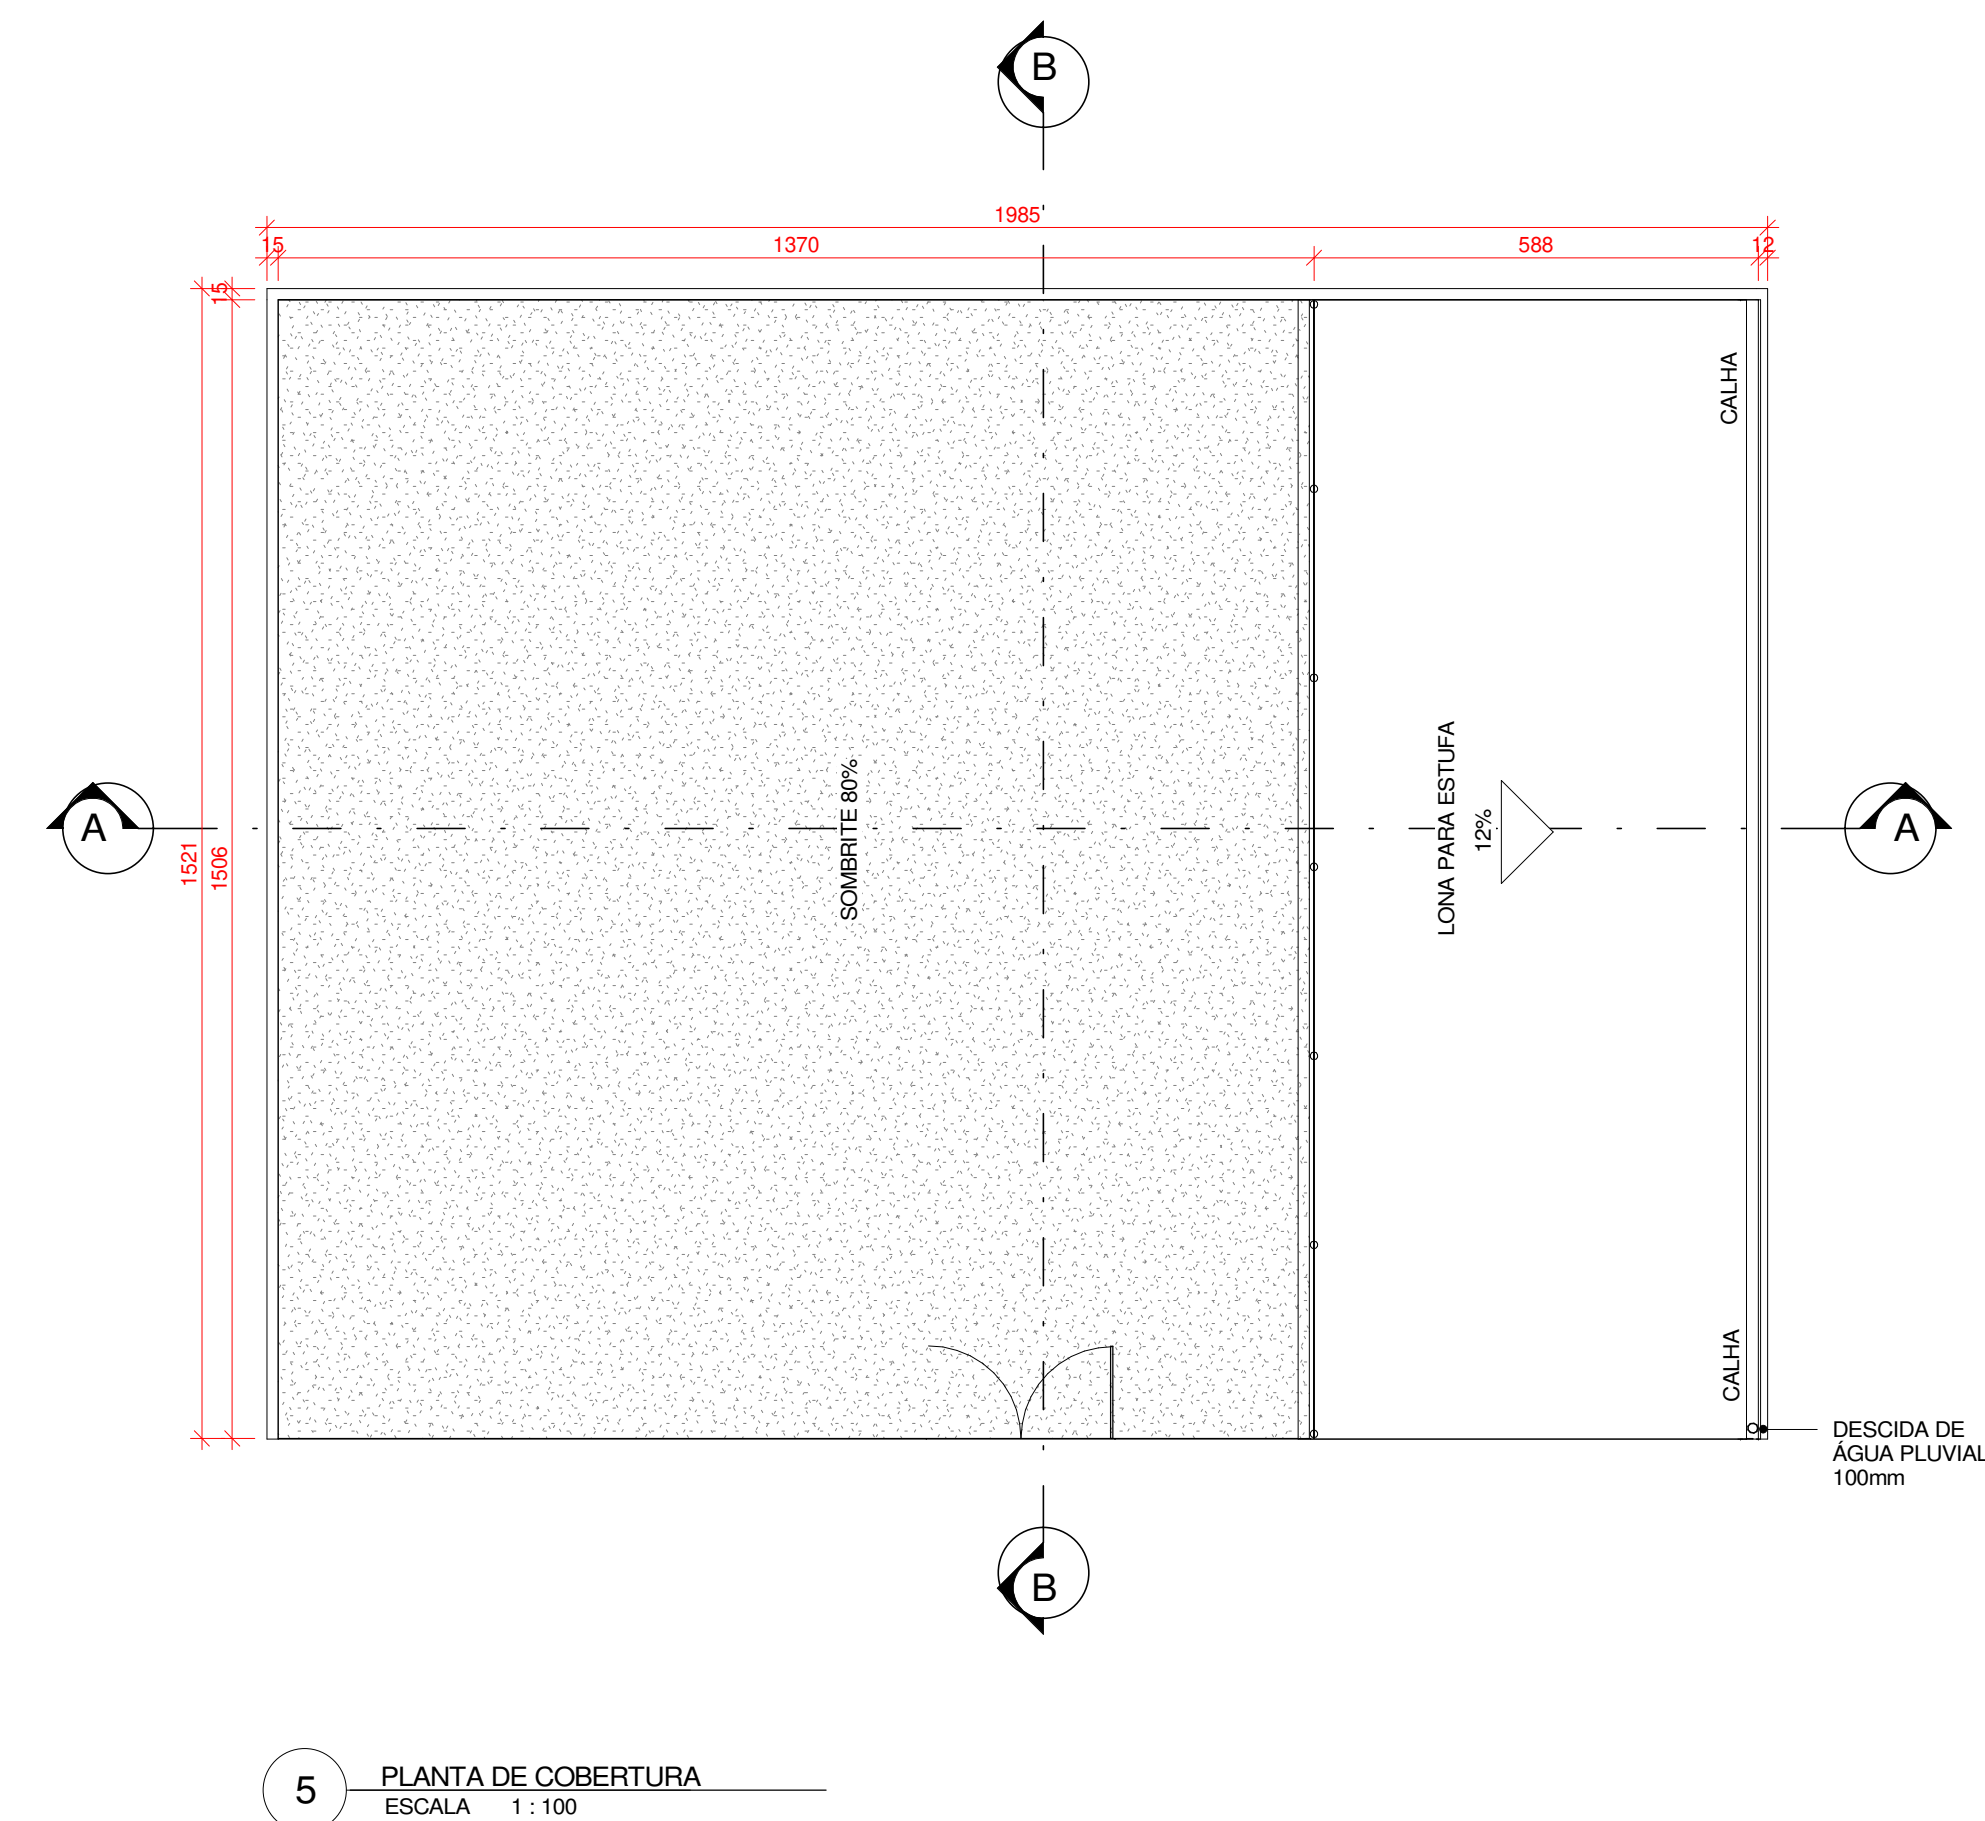 B
1985
15
1370
588
12
15
CALHA
SOMBRITE 80%
LONA PARA ESTUFA
12%
A
A
1521
1506
CALHA
DESCIDA DE
ÁGUA PLUVIAL
100mm
B
5
PLANTA DE COBERTURA
ESCALA 1 : 100